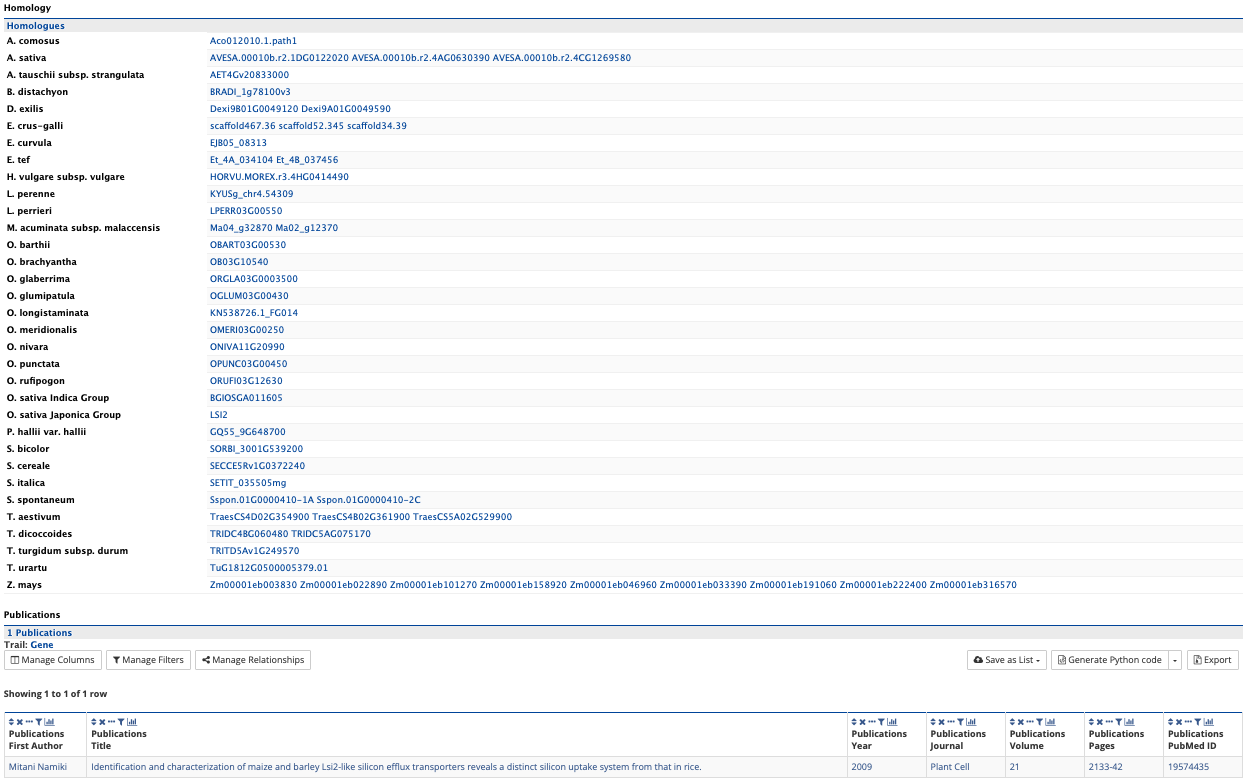 Homology
Homologues
A. comosus Aco012010.1.path1
A. sativa AVESA.00010b.r2.1DG0122020 AVESA.00010b.r2.4AG0630390 AVESA.00010b.r2.4CG1269580
A. tauschii subsp. strangulata AET4Gv20833000
B. distachyon BRADI_1g78100v3
D. exilis Dexi9B01G0049120 Dexi9A01G0049590
E. crus-galli scaffold467.36 scaffold52.345 scaffold34.39
E. curvula EJB05_08313
E. tef Et_4A_034104 Et_4B_037456
H. vulgare subsp. vulgare HORVU.MOREX.r3.4HG0414490
L. perenne KYUSg_chr4.54309
L. perrieri LPERR03G00550
M. acuminata subsp. malaccensis Ma04_g32870 Ma02_g12370
O. barthii OBART03G00530
O. brachyantha OB03G10540
O. glaberrima ORGLA03G0003500
O. glumipatula OGLUM03G00430
O. longistaminata KN538726.1_FG014
O. meridionalis OMERI03G00250
O. nivara ONIVA11G20990
O. punctata OPUNC03G00450
O. rufipogon ORUFI03G12630
O. sativa Indica Group BGIOSGA011605
O. sativa Japonica Group LSI2
P. hallii var. hallii GQ55_9G648700
S. bicolor SORBI_3001G539200
S. cereale SECCE5Rv1G0372240
S. italica SETIT_035505mg
S. spontaneum Sspon.01G0000410-1A Sspon.01G0000410-2C
T. aestivum TraesCS4D02G354900 TraesCS4B02G361900 TraesCS5A02G529900
T. dicoccoides TRIDC4BG060480 TRIDC5AG075170
T. turgidum subsp. durum TRITD5Av1G249570
T. urartu TuG1812G0500005379.01
Z. mays Zm00001eb003830 Zm00001eb022890 Zm00001eb101270 Zm00001eb158920 Zm00001eb046960 Zm00001eb033390 Zm00001eb191060 Zm00001eb222400 Zm00001eb316570
Publications
1 Publications
Trail: Gene
Manage Columns Manage Filters Manage Relationships Save as List Generate Python code Export
Showing 1 to 1 of 1 row
Publications Publications Publications Publications Publications Publications Publications
First Author Title Year Journal Volume Pages PubMed ID
Mitani Namiki Identification and characterization of maize and barley Lsi2-like silicon efflux transporters reveals a distinct silicon uptake system from that in rice. 2009 Plant Cell 21 2133-42 19574435